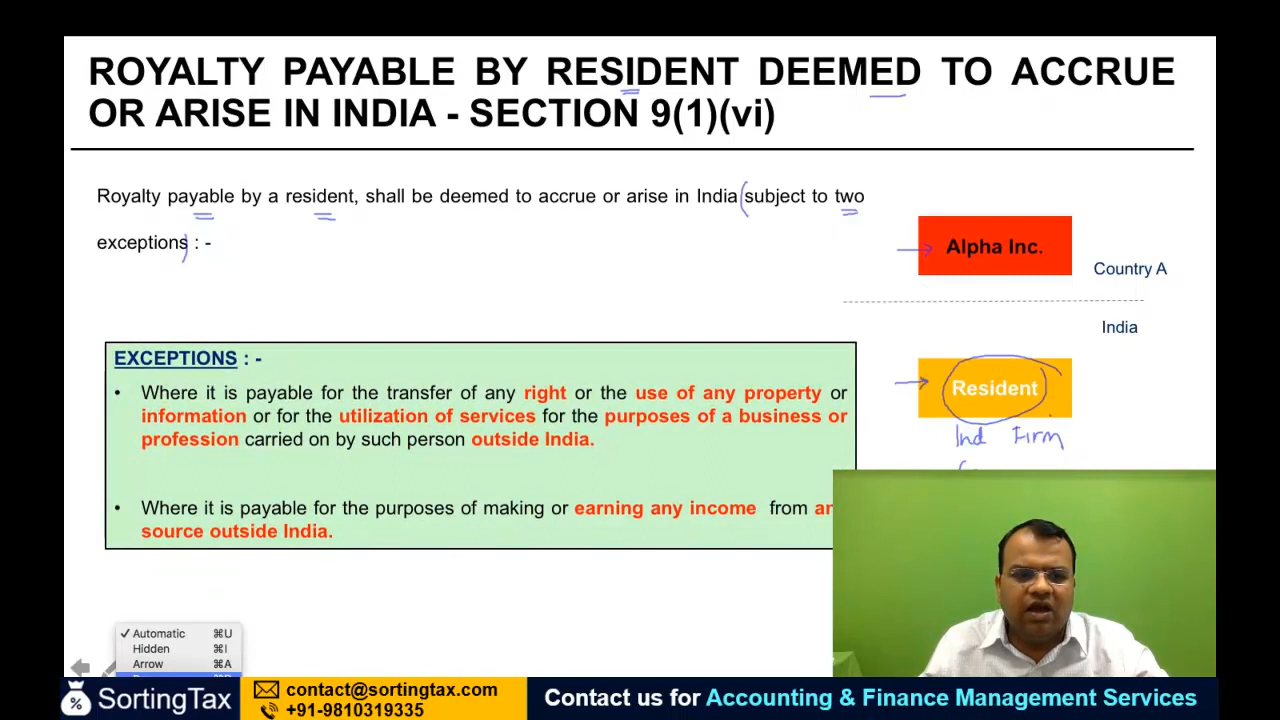 ROYALTY PAYABLE BY RESIDENT DEEMED TO ACCRUE
OR ARISE IN INDIA - SECTION 9(1)(vi)
Royalty payable by a resident, shall be deemed to accrue or arise in India (subject to two
exceptions) : -
Alpha Inc.
Country A
India
Resident
Ind Firm
EXCEPTIONS : -
• Where it is payable for the transfer of any right or the use of any property or
information or for the utilization of services for the purposes of a business or
profession carried on by such person outside India.
• Where it is payable for the purposes of making or earning any income from
source outside India.
✓ Automatic ⌘U
Hidden ⌘I
Arrow ⌘A
SortingTax
contact@sortingtax.com
+91-9810319335
Contact us for Accounting & Finance Management Services